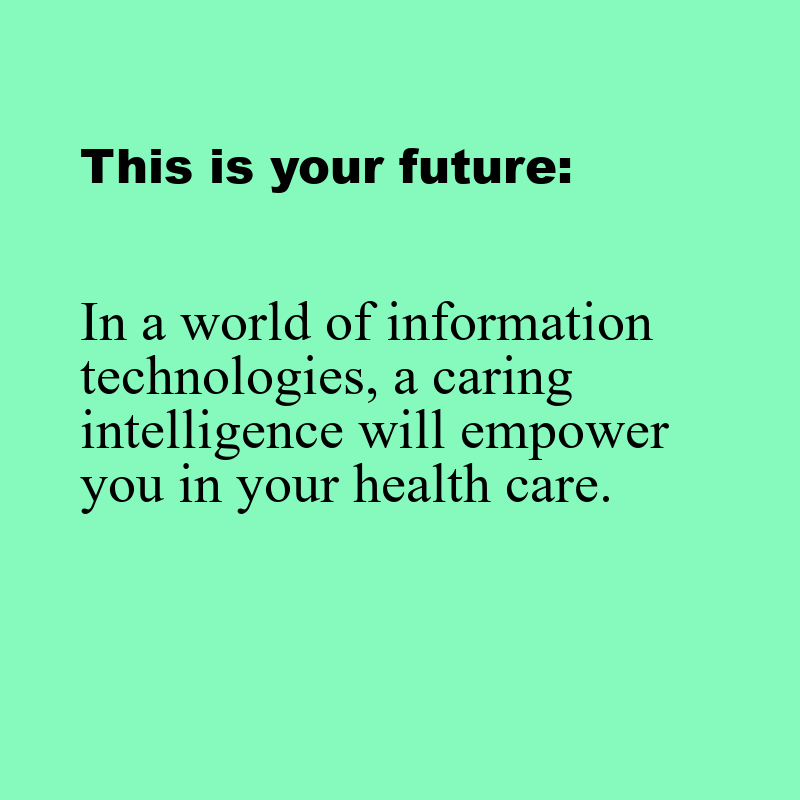 This is your future:
In a world of information
technologies, a caring
intelligence will empower
you in your health care.